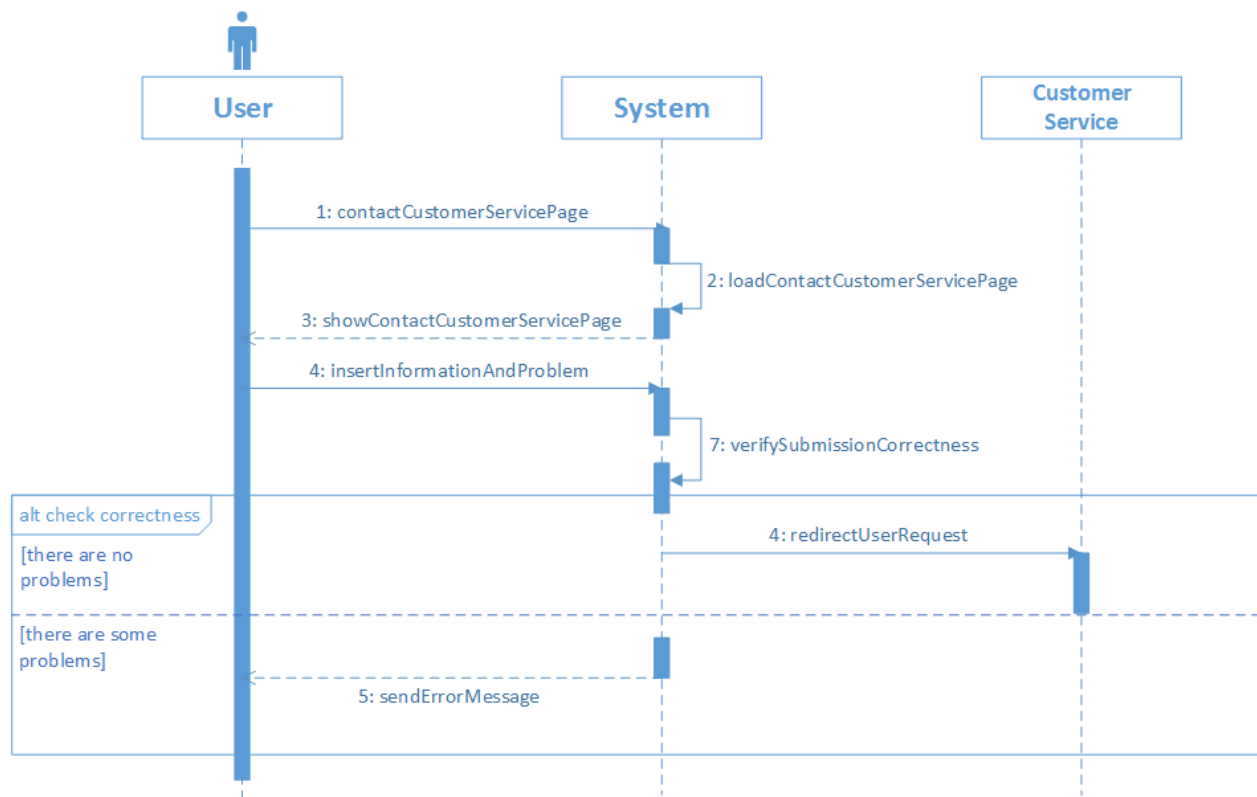 User
System
Customer
Service
1: contactCustomerServicePage
2: loadContactCustomerServicePage
3: showContactCustomerServicePage
4: insertInformationAndProblem
7: verifySubmissionCorrectness
alt check correctness
4: redirectUserRequest
[there are no
problems]
[there are some
problems]
5: sendErrorMessage